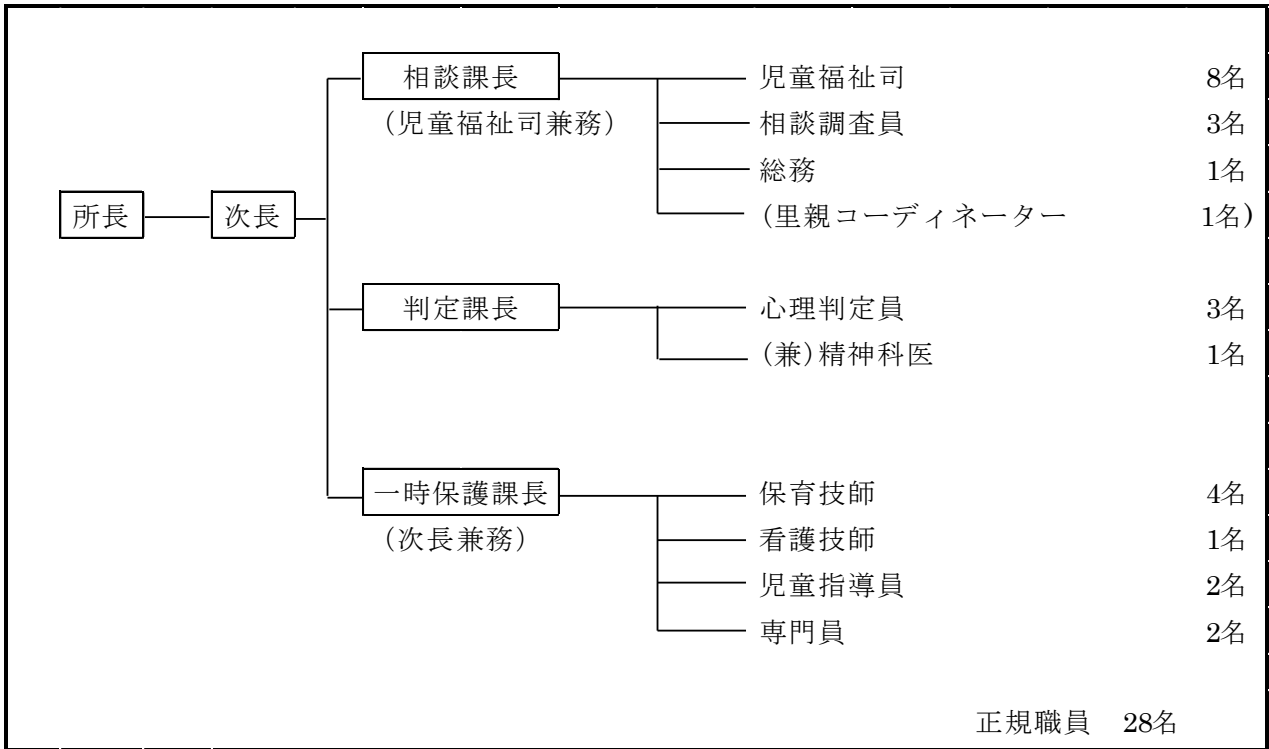 相談課長 児童福祉司 8名
(児童福祉司兼務) 相談調査員 3名
総務 1名
所長 次長 (里親コーディネーター 1名)
判定課長 心理判定員 3名
(兼)精神科医 1名
一時保護課長 保育技師 4名
(次長兼務) 看護技師 1名
児童指導員 2名
専門員 2名
正規職員 28名